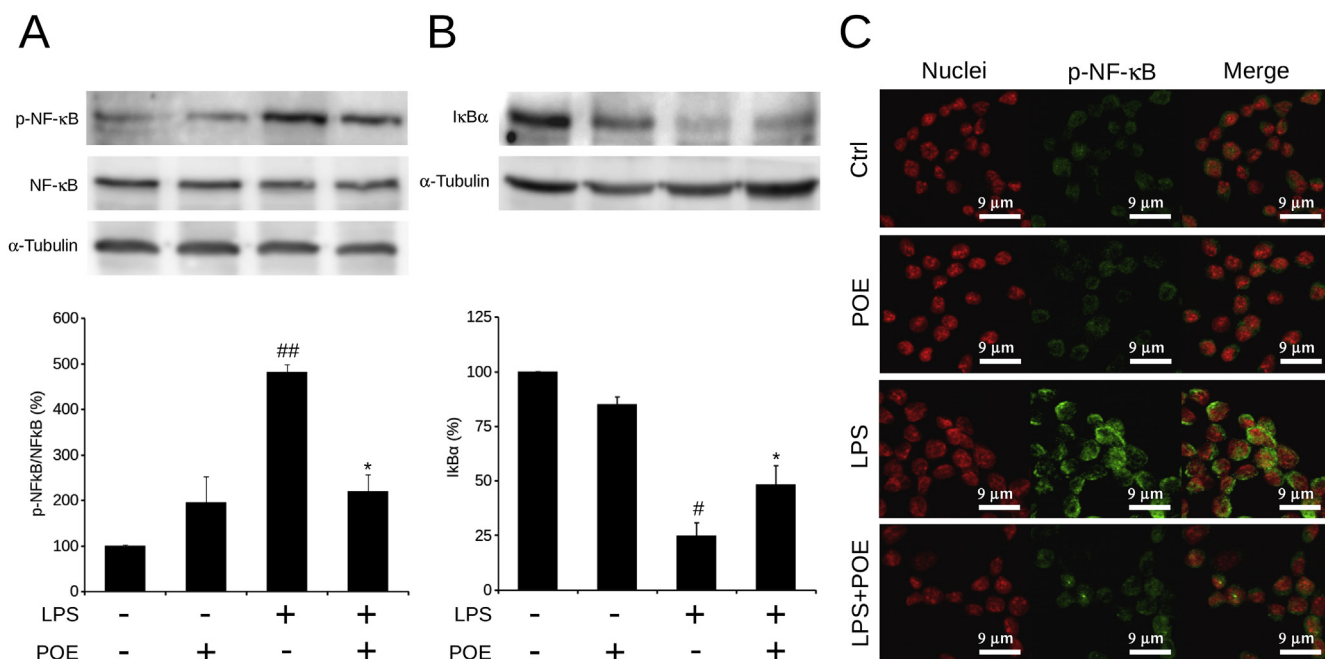 A
p-NF-κB
NF-κB
α-Tubulin
p-NFkB/NFkB (%)
600
500
400
300
200
100
0
##
*
LPS - - + +
POE - + - +
B
IκBα
α-Tubulin
IkBα (%)
125
100
75
50
25
0
#
*
LPS - - + +
POE - + - +
C
Nuclei p-NF-κB Merge
Ctrl
9 μm 9 μm 9 μm
POE
9 μm 9 μm 9 μm
LPS
9 μm 9 μm 9 μm
LPS+POE
9 μm 9 μm 9 μm